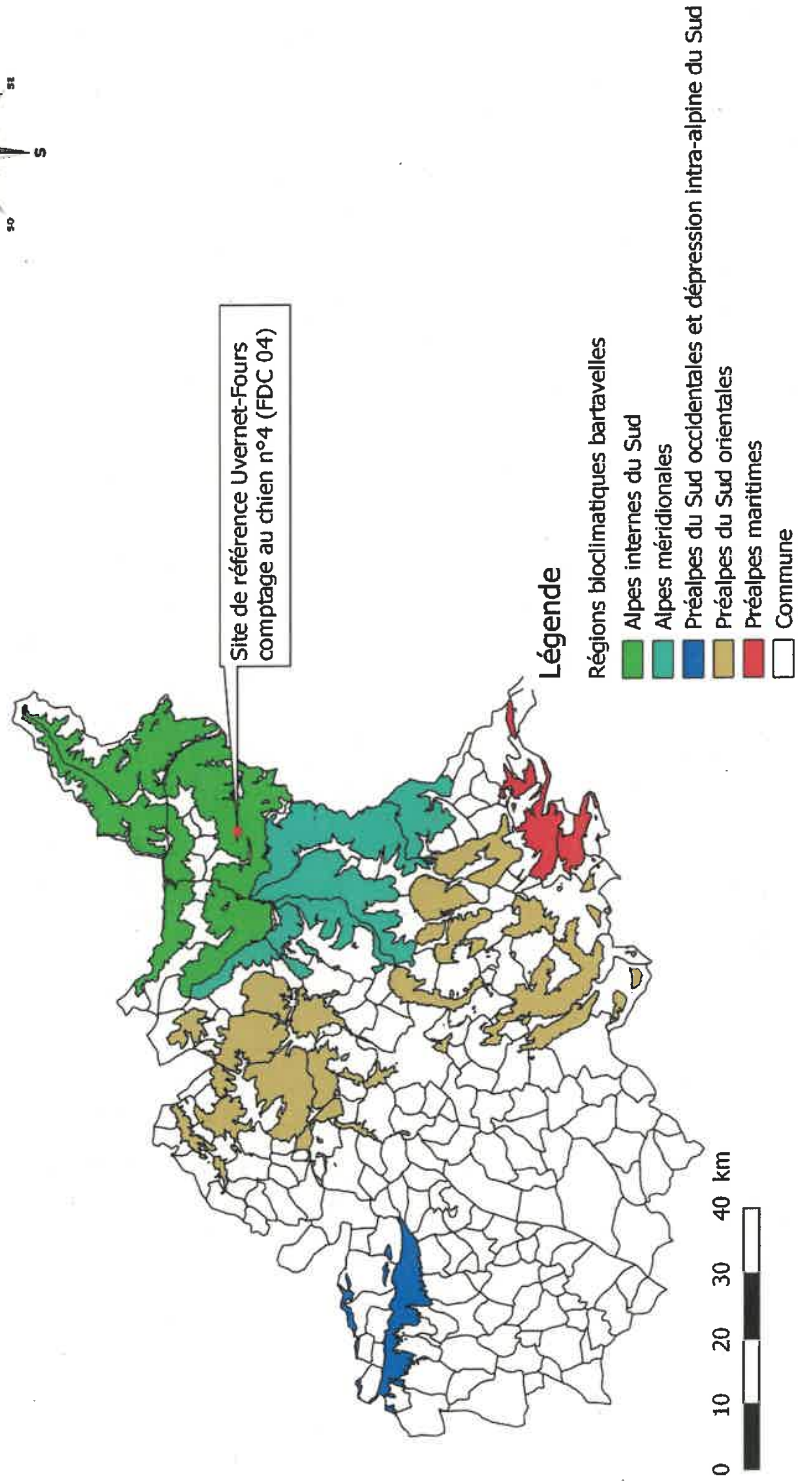 SO
S
SE
Site de référence Uvernet-Fours
comptage au chien n°4 (FDC 04)
Légende
Régions bioclimatiques bartavelles
Alpes internes du Sud
Alpes méridionales
Préalpes du Sud occidentales et dépression intra-alpine du Sud
Préalpes du Sud orientales
Préalpes maritimes
Commune
0 10 20 30 40 km